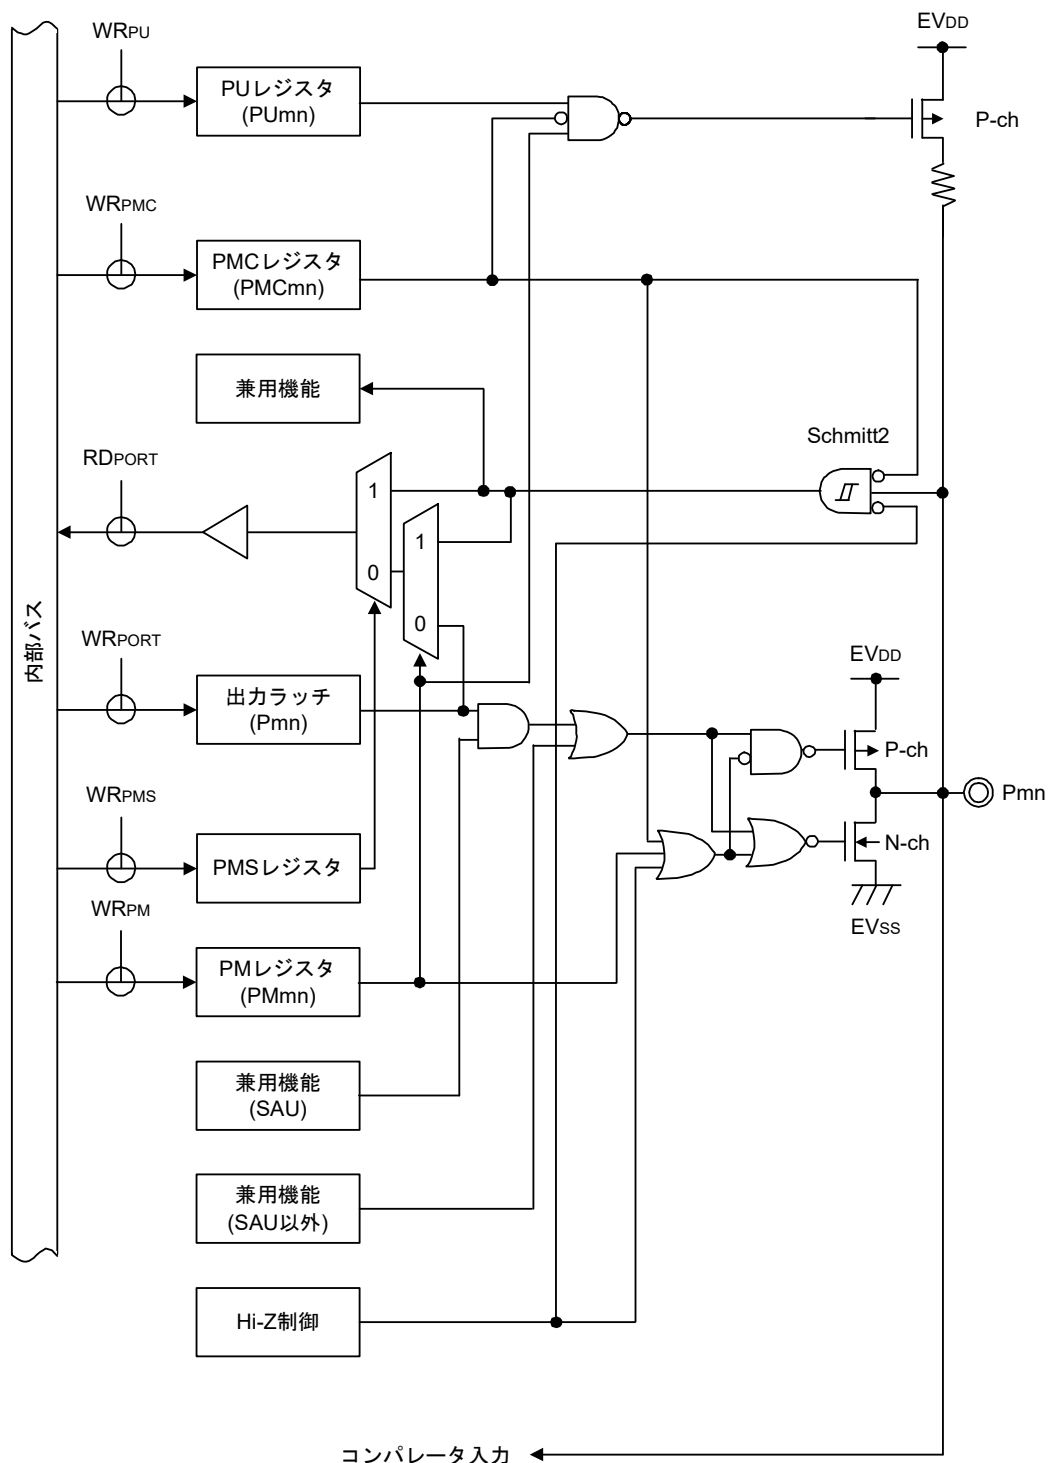 WRPU
EVDD
PUレジスタ
(PUmn)
P-ch
WRPMC
PMCレジスタ
(PMCmn)
兼用機能
Schmitt2
RDPORT
1
1
0
0
内部バス
WRPORT
EVDD
出力ラッチ
(Pmn)
P-ch
WRPMS
Pmn
PMSレジスタ
N-ch
WRPM
EVSS
PMレジスタ
(PMmn)
兼用機能
(SAU)
兼用機能
(SAU以外)
Hi-Z制御
コンパレータ入力